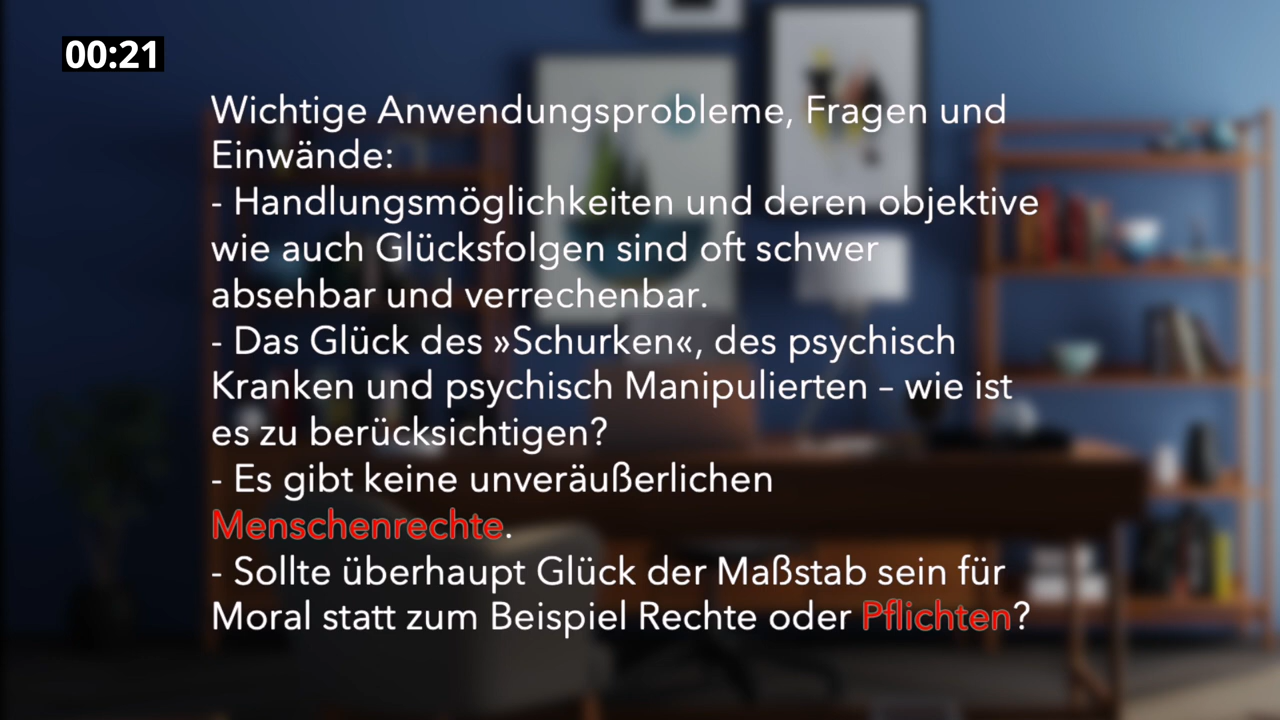 00:21
Wichtige Anwendungsprobleme, Fragen und
Einwände:
- Handlungsmöglichkeiten und deren objektive
wie auch Glücksfolgen sind oft schwer
absehbar und verrechenbar.
- Das Glück des »Schurken«, des psychisch
Kranken und psychisch Manipulierten – wie ist
es zu berücksichtigen?
- Es gibt keine unveräußerlichen
Menschenrechte.
- Sollte überhaupt Glück der Maßstab sein für
Moral statt zum Beispiel Rechte oder Pflichten?